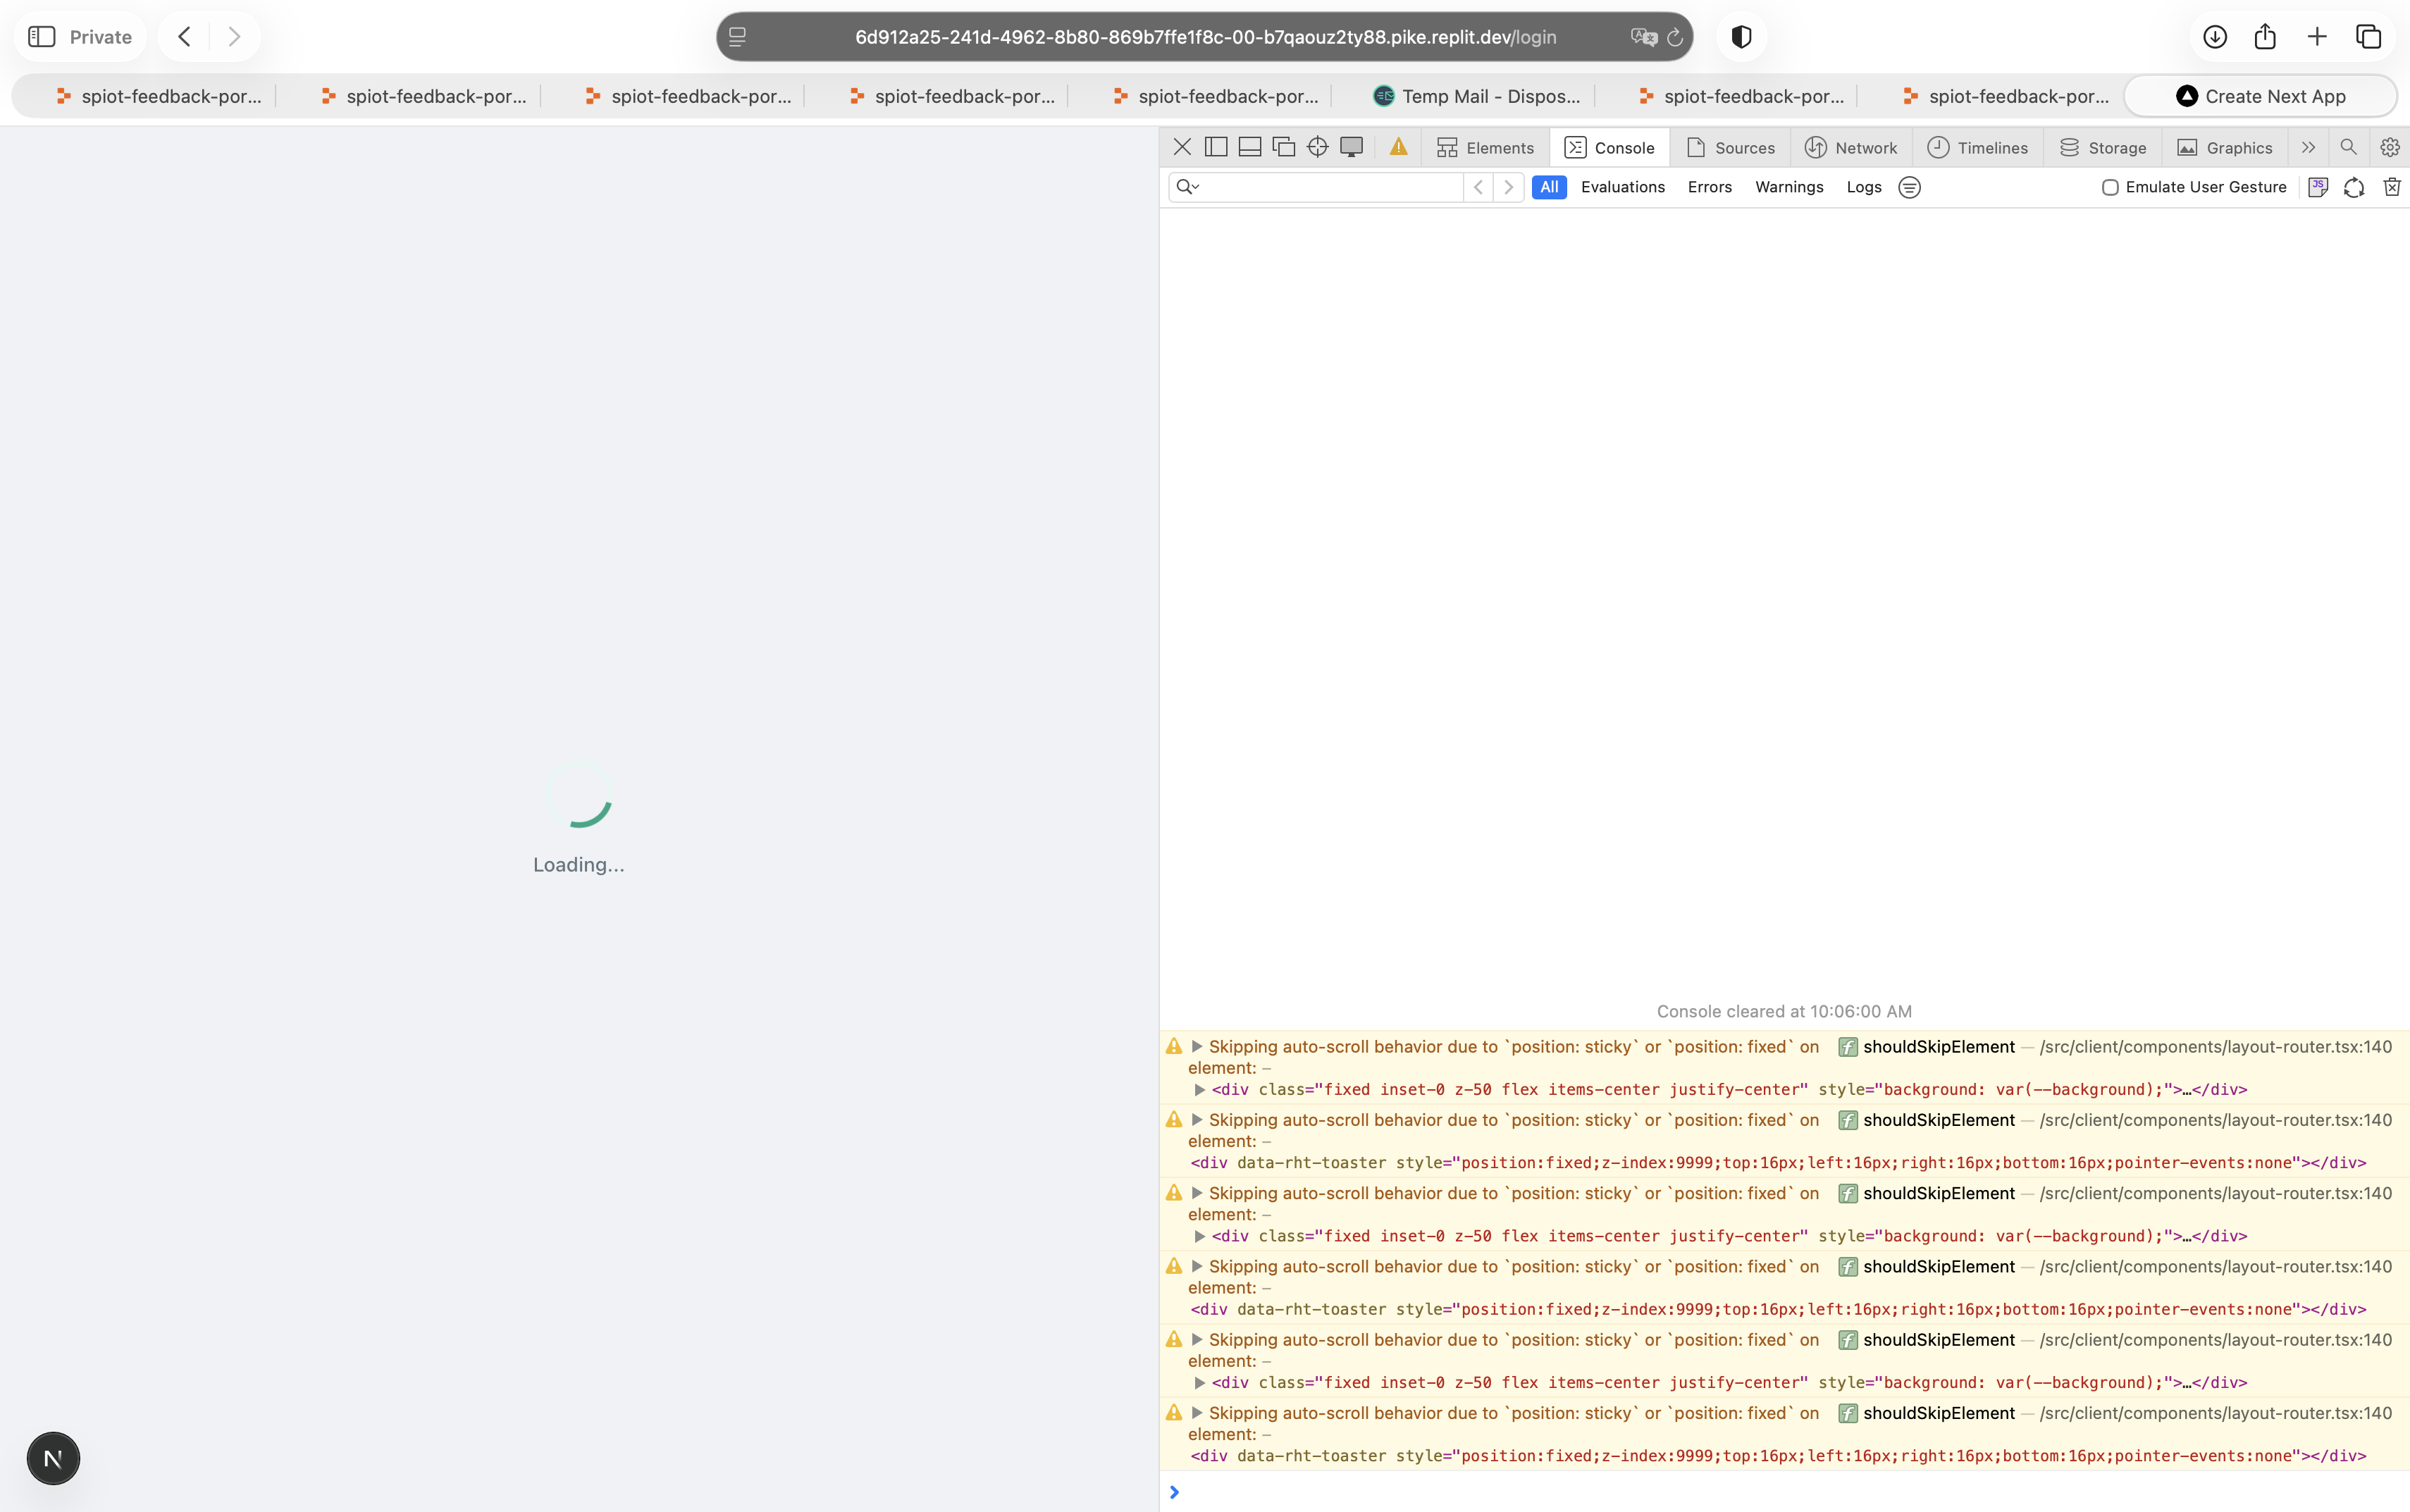 Private
6d912a25-241d-4962-8b80-869b7ffe1f8c-00-b7qaouz2ty88.pike.replit.dev/login
spiot-feedback-por...
spiot-feedback-por...
spiot-feedback-por...
spiot-feedback-por...
spiot-feedback-por...
Temp Mail - Dispos...
spiot-feedback-por...
spiot-feedback-por...
Create Next App
Elements
Console
Sources
Network
Timelines
Storage
Graphics
All
Evaluations
Errors
Warnings
Logs
Emulate User Gesture
Loading...
N
Console cleared at 10:06:00 AM
Skipping auto-scroll behavior due to `position: sticky` or `position: fixed` on f shouldSkipElement — /src/client/components/layout-router.tsx:140
element: –
<div class="fixed inset-0 z-50 flex items-center justify-center" style="background: var(--background);">…</div>
Skipping auto-scroll behavior due to `position: sticky` or `position: fixed` on f shouldSkipElement — /src/client/components/layout-router.tsx:140
element: –
<div data-rht-toaster style="position:fixed;z-index:9999;top:16px;left:16px;right:16px;bottom:16px;pointer-events:none"></div>
Skipping auto-scroll behavior due to `position: sticky` or `position: fixed` on f shouldSkipElement — /src/client/components/layout-router.tsx:140
element: –
<div class="fixed inset-0 z-50 flex items-center justify-center" style="background: var(--background);">…</div>
Skipping auto-scroll behavior due to `position: sticky` or `position: fixed` on f shouldSkipElement — /src/client/components/layout-router.tsx:140
element: –
<div data-rht-toaster style="position:fixed;z-index:9999;top:16px;left:16px;right:16px;bottom:16px;pointer-events:none"></div>
Skipping auto-scroll behavior due to `position: sticky` or `position: fixed` on f shouldSkipElement — /src/client/components/layout-router.tsx:140
element: –
<div class="fixed inset-0 z-50 flex items-center justify-center" style="background: var(--background);">…</div>
Skipping auto-scroll behavior due to `position: sticky` or `position: fixed` on f shouldSkipElement — /src/client/components/layout-router.tsx:140
element: –
<div data-rht-toaster style="position:fixed;z-index:9999;top:16px;left:16px;right:16px;bottom:16px;pointer-events:none"></div>